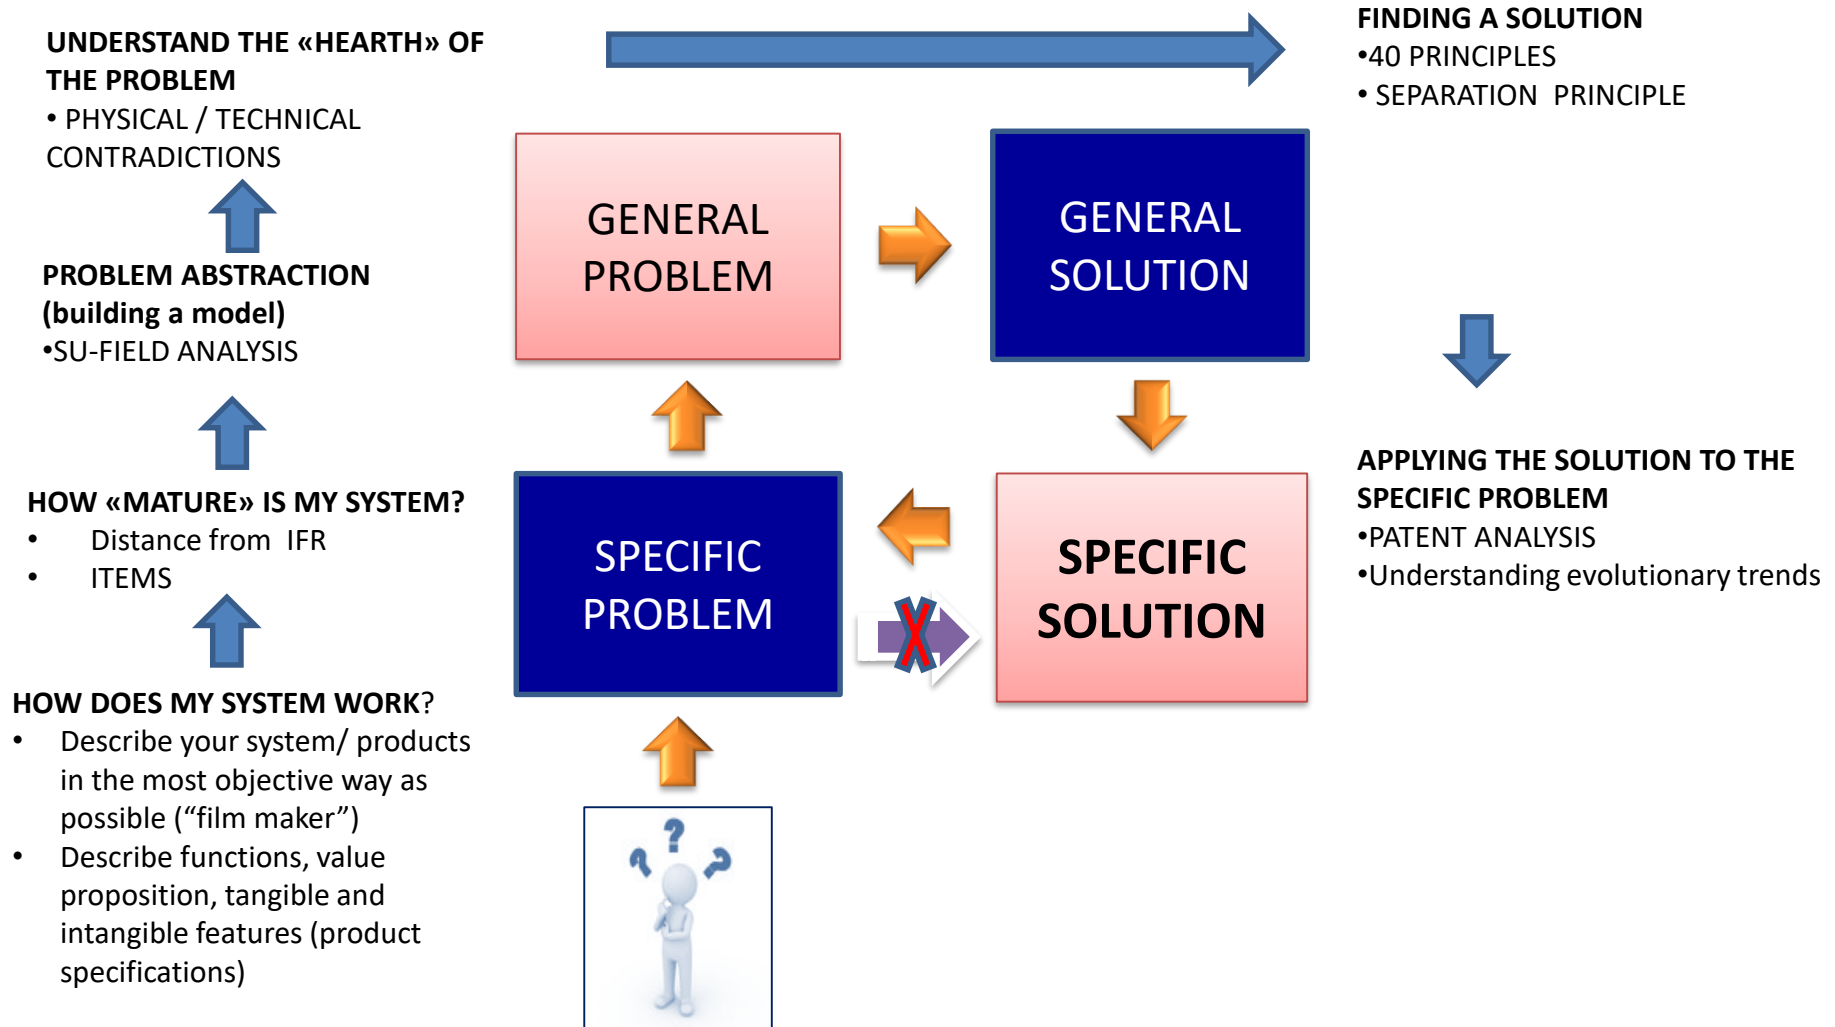 UNDERSTAND THE «HEARTH» OF
THE PROBLEM
• PHYSICAL / TECHNICAL
CONTRADICTIONS
PROBLEM ABSTRACTION
(building a model)
•SU-FIELD ANALYSIS
HOW «MATURE» IS MY SYSTEM?
• Distance from IFR
• ITEMS
HOW DOES MY SYSTEM WORK?
• Describe your system/ products
in the most objective way as
possible (“film maker”)
• Describe functions, value
proposition, tangible and
intangible features (product
specifications)
GENERAL
PROBLEM
GENERAL
SOLUTION
SPECIFIC
PROBLEM
X
SPECIFIC
SOLUTION
? ? ?
FINDING A SOLUTION
•40 PRINCIPLES
• SEPARATION PRINCIPLE
APPLYING THE SOLUTION TO THE
SPECIFIC PROBLEM
•PATENT ANALYSIS
•Understanding evolutionary trends